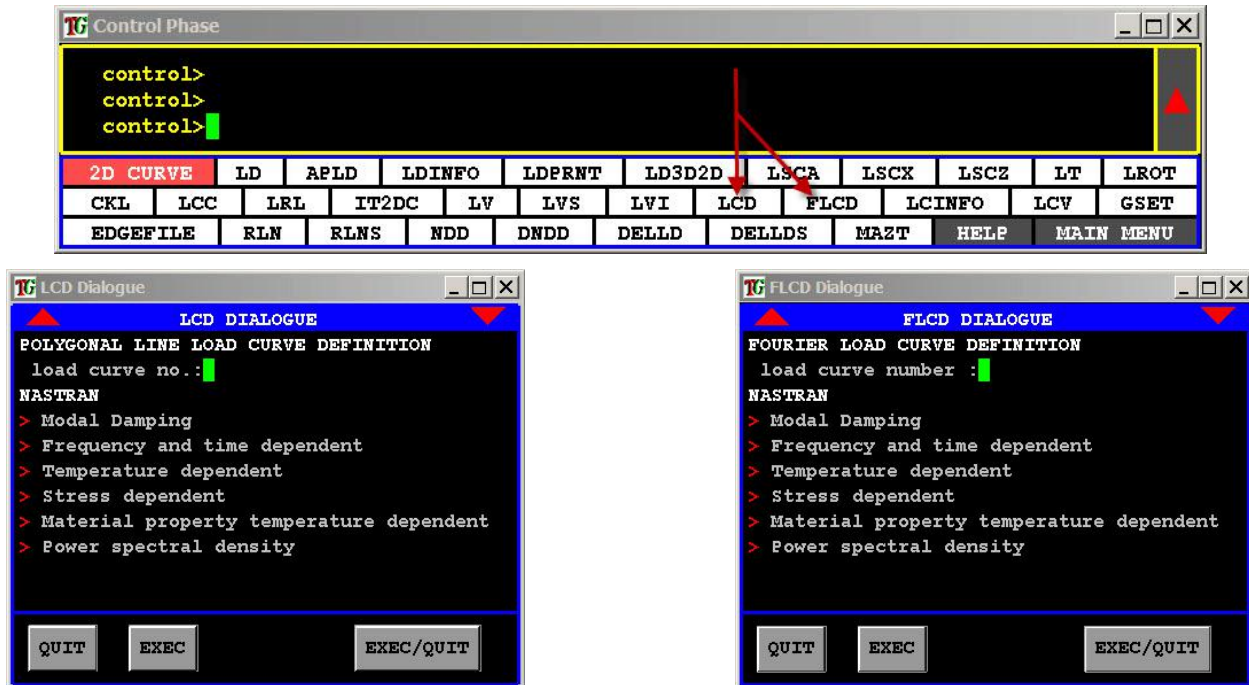 TG Control Phase
control>
control>
control>
2D CURVE LD APLD LDINFO LDPRNT LD3D2D LSCA LSCX LSCZ LT LROT
CKL LCC LRL IT2DC LV LVS LVI LCD FLCD LCINFO LCV GSET
EDGEFILE RLN RLNS NDD DNDD DELLD DELLDS MAZT HELP MAIN MENU
TG LCD Dialogue
LCD DIALOGUE
POLYGONAL LINE LOAD CURVE DEFINITION
load curve no.:
NASTRAN
> Modal Damping
> Frequency and time dependent
> Temperature dependent
> Stress dependent
> Material property temperature dependent
> Power spectral density
QUIT EXEC EXEC/QUIT
TG FLCD Dialogue
FLCD DIALOGUE
FOURIER LOAD CURVE DEFINITION
load curve number :
NASTRAN
> Modal Damping
> Frequency and time dependent
> Temperature dependent
> Stress dependent
> Material property temperature dependent
> Power spectral density
QUIT EXEC EXEC/QUIT